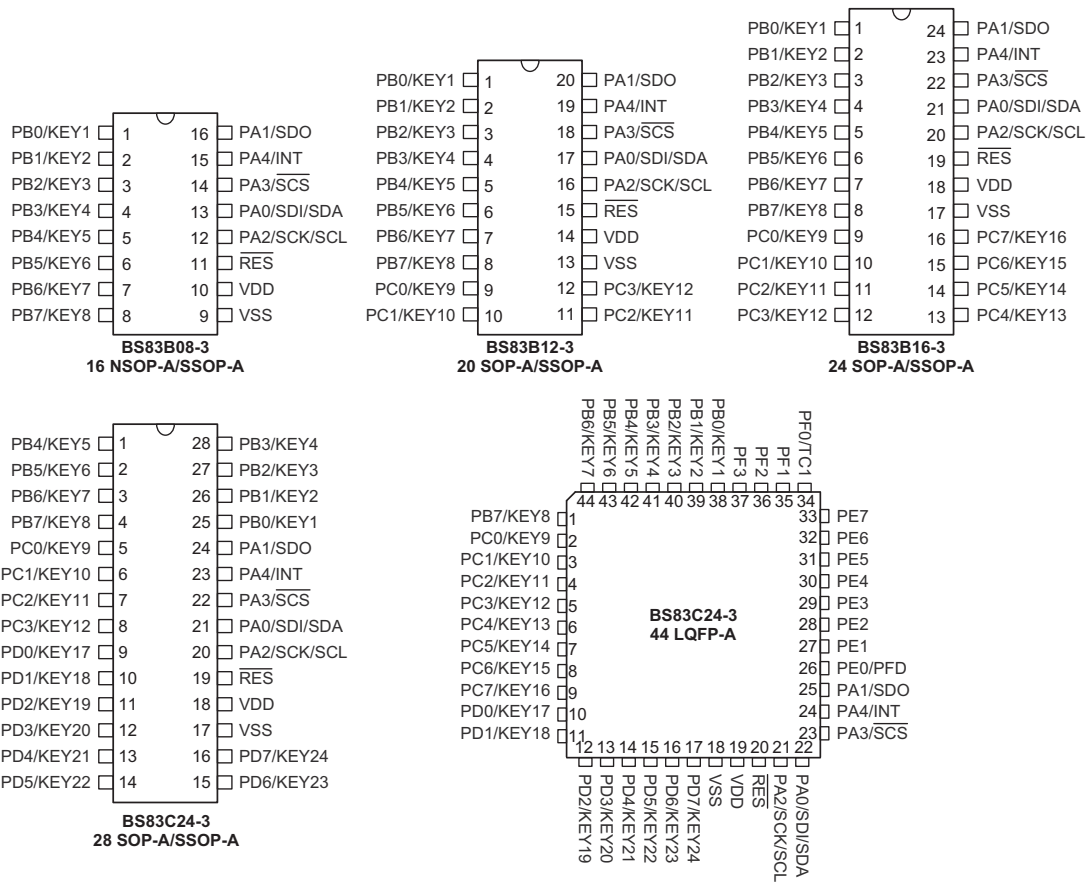 BS83B08-3
16 NSOP-A/SSOP-A
PB0/KEY1 1 16 PA1/SDO
PB1/KEY2 2 15 PA4/INT
PB2/KEY3 3 14 PA3/SCS
PB3/KEY4 4 13 PA0/SDI/SDA
PB4/KEY5 5 12 PA2/SCK/SCL
PB5/KEY6 6 11 RES
PB6/KEY7 7 10 VDD
PB7/KEY8 8 9 VSS
PB0/KEY1 1 20 PA1/SDO
PB1/KEY2 2 19 PA4/INT
PB2/KEY3 3 18 PA3/SCS
PB3/KEY4 4 17 PA0/SDI/SDA
PB4/KEY5 5 16 PA2/SCK/SCL
PB5/KEY6 6 15 RES
PB6/KEY7 7 14 VDD
PB7/KEY8 8 13 VSS
PC0/KEY9 9 12 PC3/KEY12
PC1/KEY10 10 11 PC2/KEY11
BS83B12-3
20 SOP-A/SSOP-A
PB0/KEY1 1 24 PA1/SDO
PB1/KEY2 2 23 PA4/INT
PB2/KEY3 3 22 PA3/SCS
PB3/KEY4 4 21 PA0/SDI/SDA
PB4/KEY5 5 20 PA2/SCK/SCL
PB5/KEY6 6 19 RES
PB6/KEY7 7 18 VDD
PB7/KEY8 8 17 VSS
PC0/KEY9 9 16 PC7/KEY16
PC1/KEY10 10 15 PC6/KEY15
PC2/KEY11 11 14 PC5/KEY14
PC3/KEY12 12 13 PC4/KEY13
BS83B16-3
24 SOP-A/SSOP-A
PB4/KEY5 1 28 PB3/KEY4
PB5/KEY6 2 27 PB2/KEY3
PB6/KEY7 3 26 PB1/KEY2
PB7/KEY8 4 25 PB0/KEY1
PC0/KEY9 5 24 PA1/SDO
PC1/KEY10 6 23 PA4/INT
PC2/KEY11 7 22 PA3/SCS
PC3/KEY12 8 21 PA0/SDI/SDA
PD0/KEY17 9 20 PA2/SCK/SCL
PD1/KEY18 10 19 RES
PD2/KEY19 11 18 VDD
PD3/KEY20 12 17 VSS
PD4/KEY21 13 16 PD7/KEY24
PD5/KEY22 14 15 PD6/KEY23
BS83C24-3
28 SOP-A/SSOP-A
PB6/KEY7 PB5/KEY6 PB4/KEY5 PB3/KEY4 PB2/KEY3 PB1/KEY2 PB0/KEY1 PF3 PF2 PF1 PF0/TC1
44 43 42 41 40 39 38 37 36 35 34
PB7/KEY8 1 33 PE7
PC0/KEY9 2 32 PE6
PC1/KEY10 3 31 PE5
PC2/KEY11 4 30 PE4
PC3/KEY12 5 29 PE3
PC4/KEY13 6 28 PE2
PC5/KEY14 7 27 PE1
PC6/KEY15 8 26 PE0/PFD
PC7/KEY16 9 25 PA1/SDO
PD0/KEY17 10 24 PA4/INT
PD1/KEY18 11 23 PA3/SCS
BS83C24-3
44 LQFP-A
12 13 14 15 16 17 18 19 20 21 22
PD2/KEY19 PD3/KEY20 PD4/KEY21 PD5/KEY22 PD6/KEY23 PD7/KEY24 VSS VDD RES PA2/SCK/SCL PA0/SDI/SDA